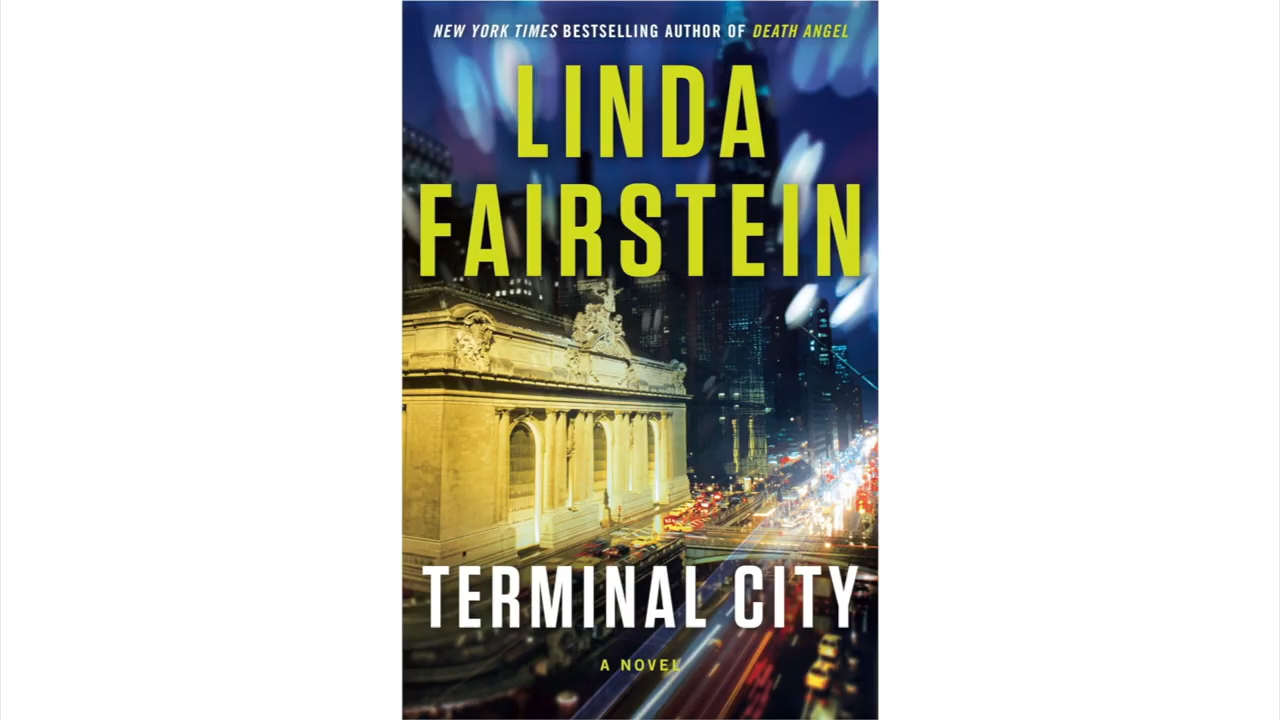 NEW YORK TIMES BESTSELLING AUTHOR OF DEATH ANGEL
LINDA
FAIRSTEIN
TERMINAL CITY
A NOVEL